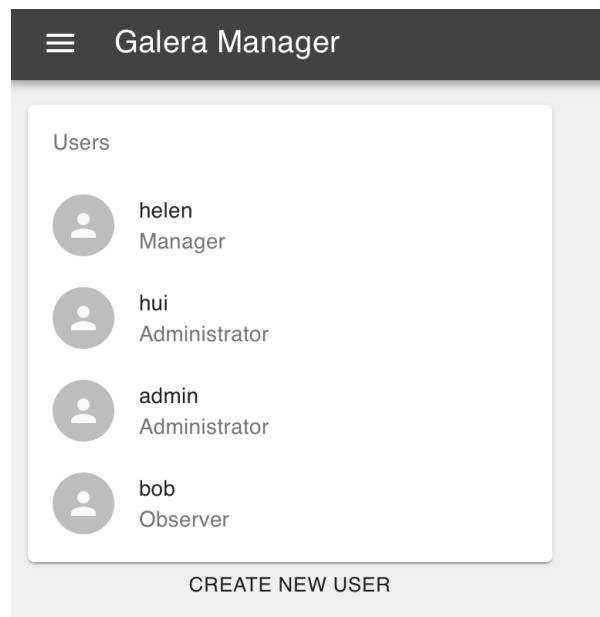 Galera Manager
Users
helen
Manager
hui
Administrator
admin
Administrator
bob
Observer
CREATE NEW USER